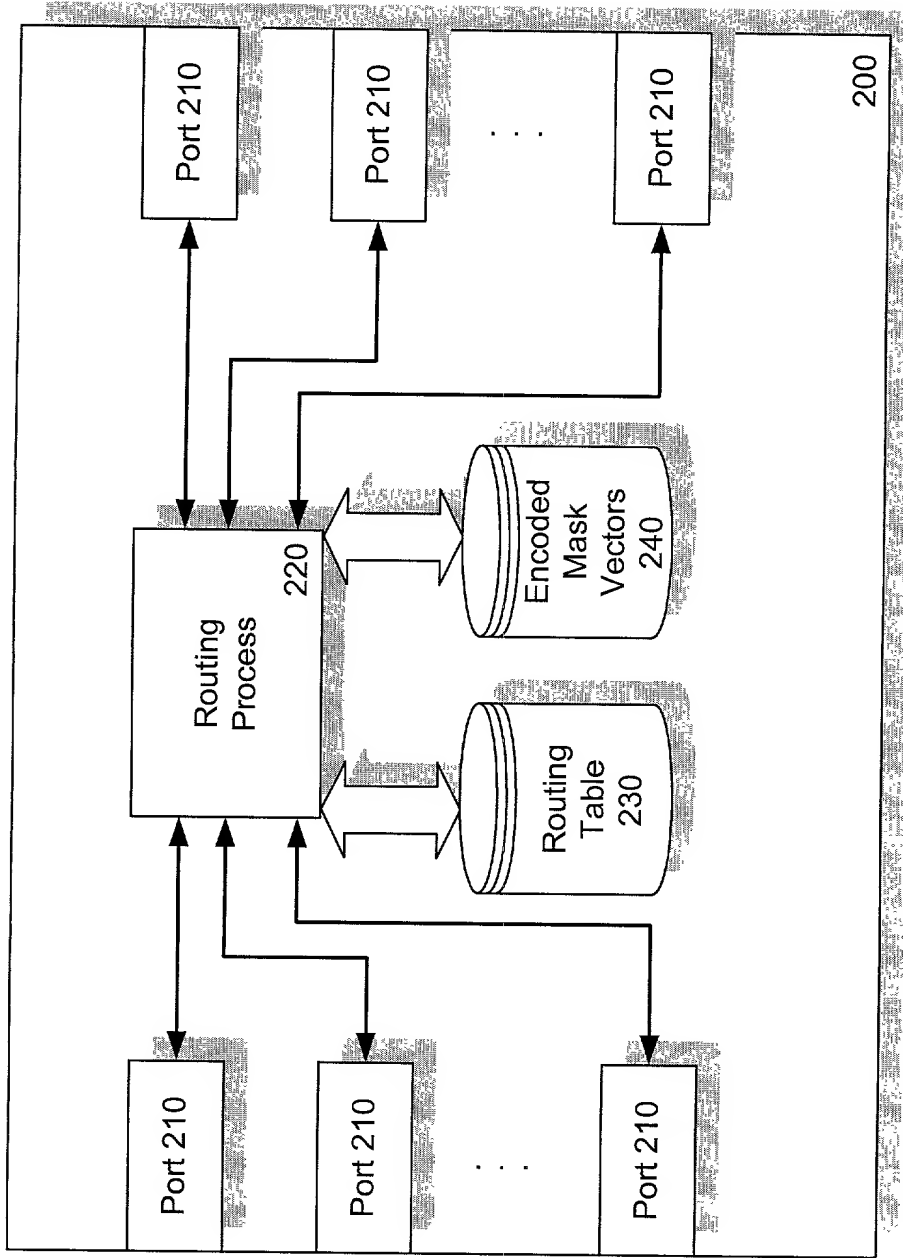 Port 210
Port 210
. . .
Port 210
Routing
Process
220
Routing
Table
230
Encoded
Mask
Vectors
240
Port 210
Port 210
. . .
Port 210
200